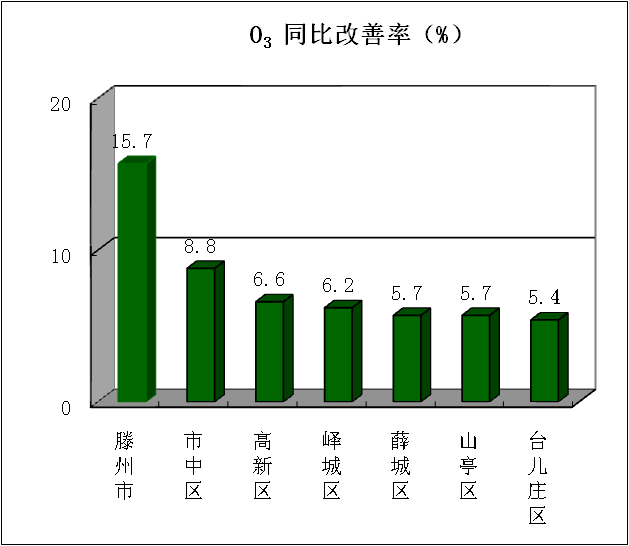 O₃ 同比改善率（%）
20
10
0
15.7
8.8
6.6
6.2
5.7
5.7
5.4
滕州市
市中区
高新区
峄城区
薛城区
山亭区
台儿庄区